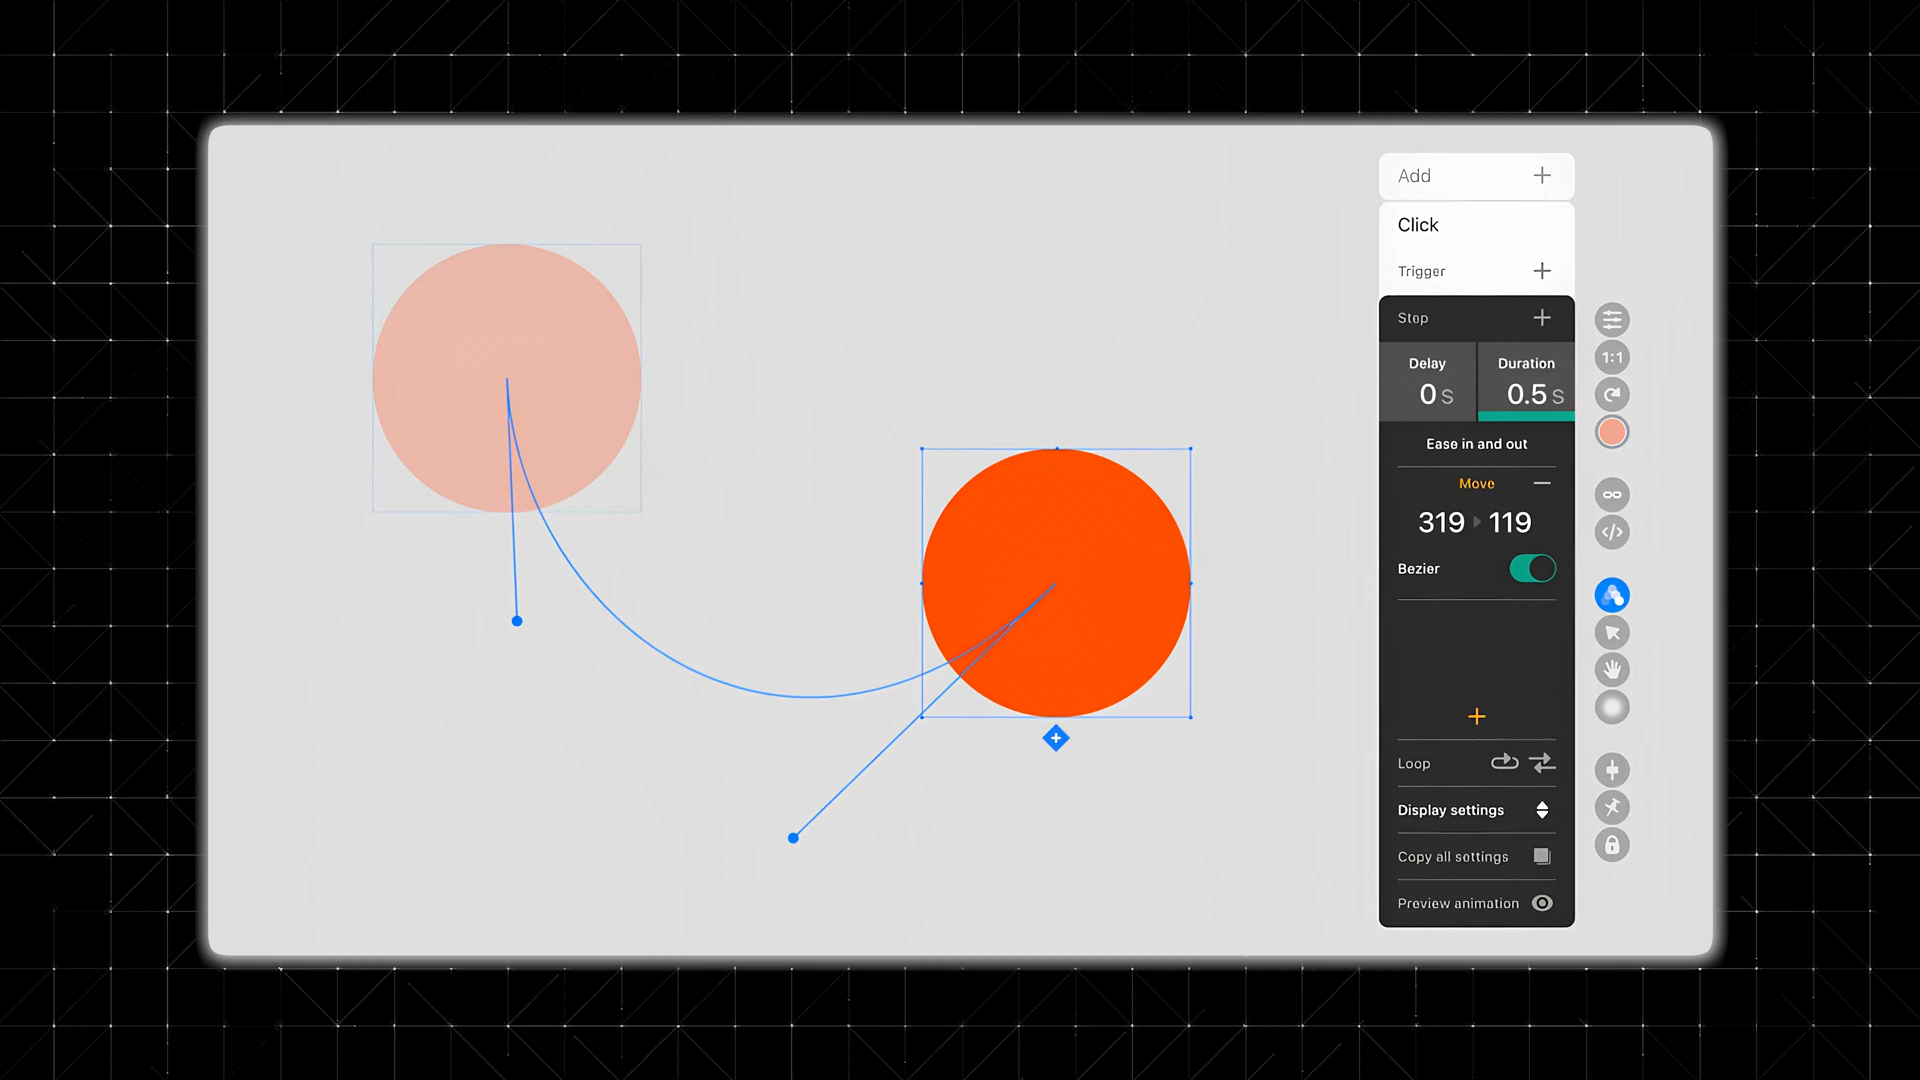 Add
Click
Trigger
Step
Delay
Duration
0 S
0.5 S
Ease in and out
Move
319 119
Bezier
Loop
Display settings
Copy all settings
Preview animation
1:1